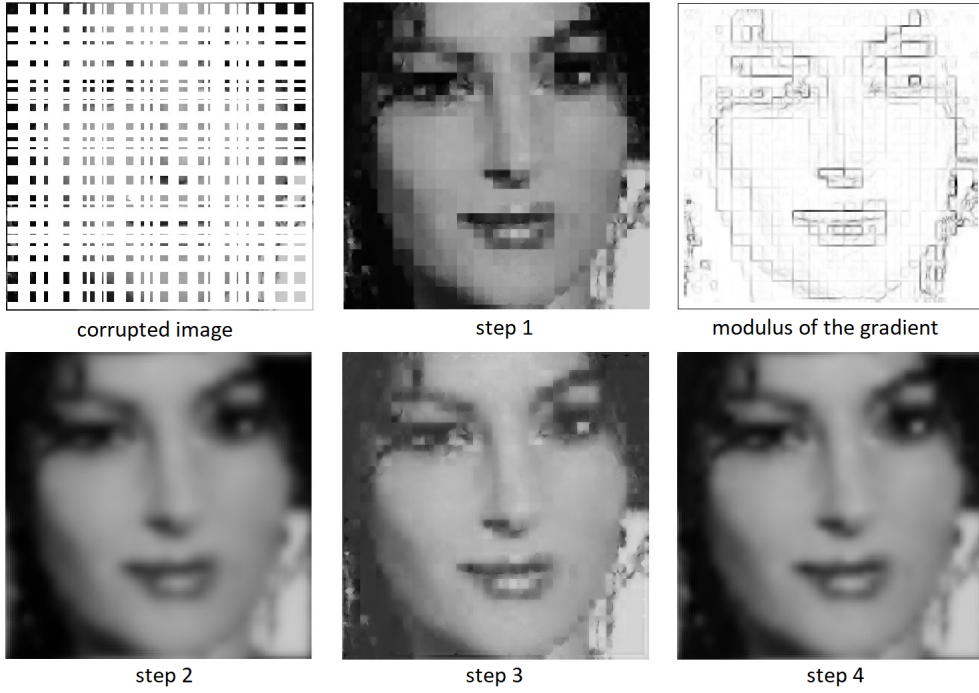 corrupted image
step 1
modulus of the gradient
step 2
step 3
step 4